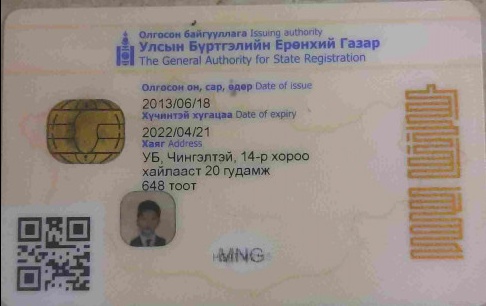 Олгосон байгууллага Issuing authority
Улсын Бүртгэлийн Ерөнхий Газар
The General Authority for State Registration
Олгосон он, сар, өдөр Date of issue
2013/06/18
Хүчинтэй хугацаа Date of expiry
2022/04/21
Хаяг Address
УБ, Чингэлтэй, 14-р хороо
хайлааст 20 гудамж
648 тоот
MNG